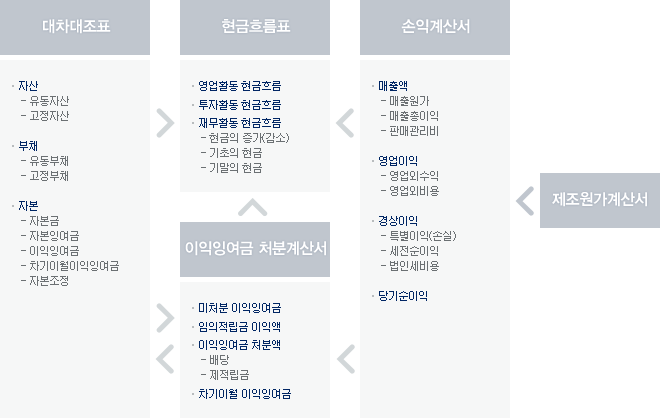 대차대조표
· 자산
- 유동자산
- 고정자산
· 부채
- 유동부채
- 고정부채
· 자본
- 자본금
- 자본잉여금
- 이익잉여금
- 차기이월이익잉여금
- 자본조정
현금흐름표
· 영업활동 현금흐름
· 투자활동 현금흐름
· 재무활동 현금흐름
- 현금의 증가(감소)
- 기초의 현금
- 기말의 현금
이익잉여금 처분계산서
· 미처분 이익잉여금
· 임의적립금 이익액
· 이익잉여금 처분액
- 배당
- 제적립금
· 차기이월 이익잉여금
손익계산서
· 매출액
- 매출원가
- 매출총이익
- 판매관리비
· 영업이익
- 영업외수익
- 영업외비용
· 경상이익
- 특별이익(손실)
- 세전순이익
- 법인세비용
· 당기순이익
제조원가계산서